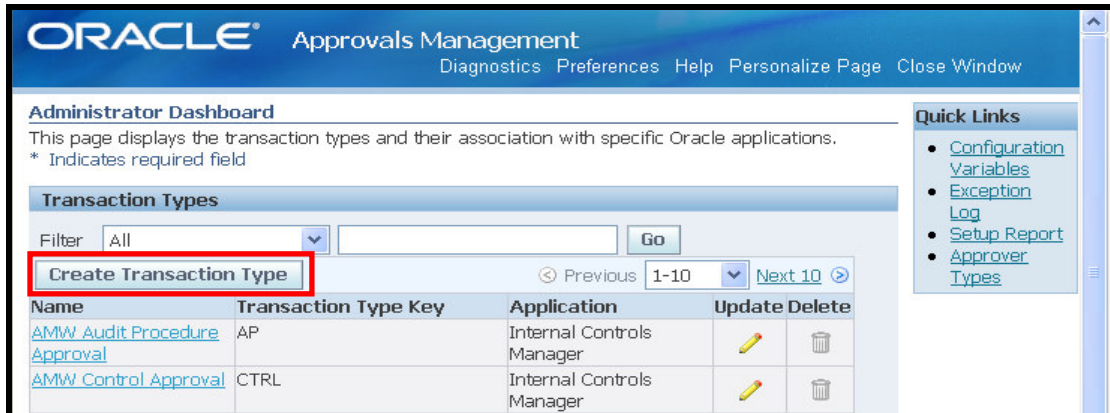 ORACLE® Approvals Management
Diagnostics Preferences Help Personalize Page Close Window
Administrator Dashboard
This page displays the transaction types and their association with specific Oracle applications.
* Indicates required field
Transaction Types
Filter All Go
Create Transaction Type Previous 1-10 Next 10
Name Transaction Type Key Application Update Delete
AMW Audit Procedure Approval AP Internal Controls Manager
AMW Control Approval CTRL Internal Controls Manager
Quick Links
• Configuration Variables
• Exception Log
• Setup Report
• Approver Types